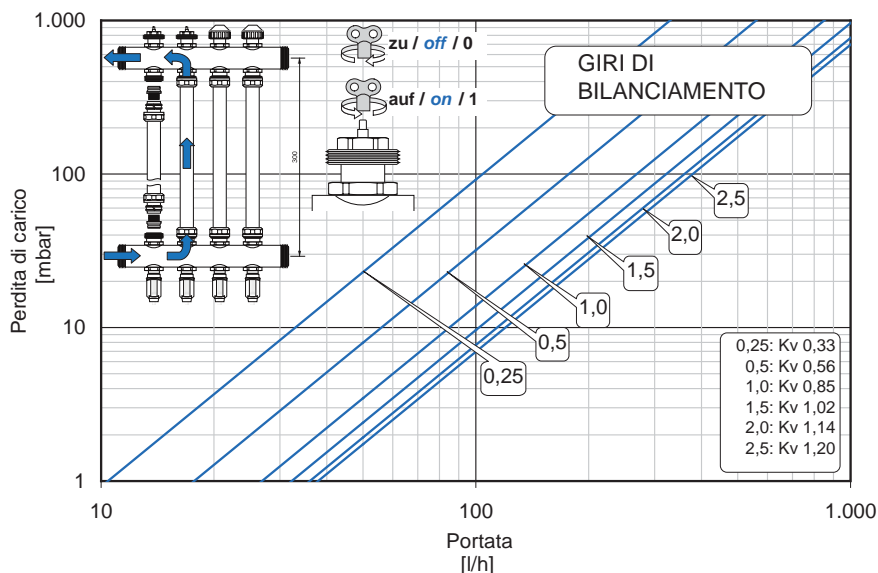 1.000
100
10
1
Perdita di carico
[mbar]
zu / off / 0
auf / on / 1
300
GIRI DI
BILANCIAMENTO
2,5
2,0
1,5
1,0
0,5
0,25
0,25: Kv 0,33
0,5: Kv 0,56
1,0: Kv 0,85
1,5: Kv 1,02
2,0: Kv 1,14
2,5: Kv 1,20
10
100
1.000
Portata
[l/h]